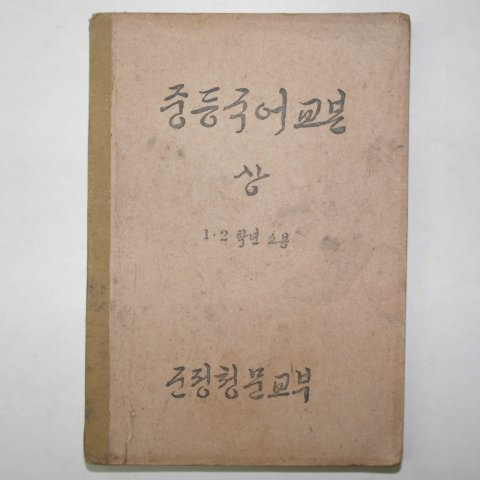 중등국어교본
상
1·2 학년 소용
군정청문교부